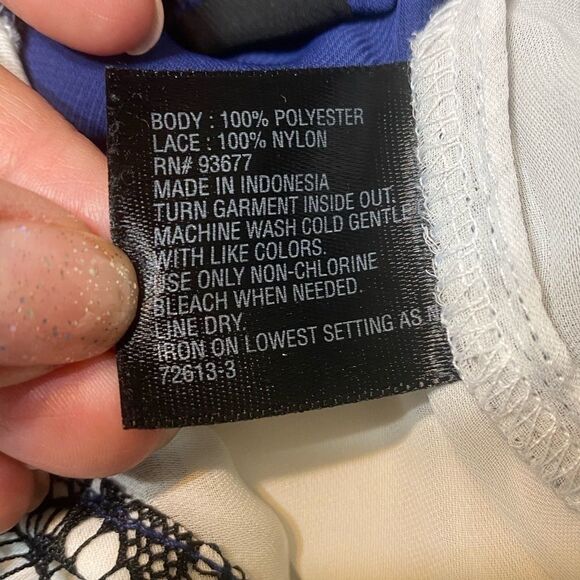 BODY : 100% POLYESTER
LACE : 100% NYLON
RN# 93677
MADE IN INDONESIA
TURN GARMENT INSIDE OUT.
MACHINE WASH COLD GENTLE
WITH LIKE COLORS.
USE ONLY NON-CHLORINE
BLEACH WHEN NEEDED.
LINE DRY.
IRON ON LOWEST SETTING AS
72613-3